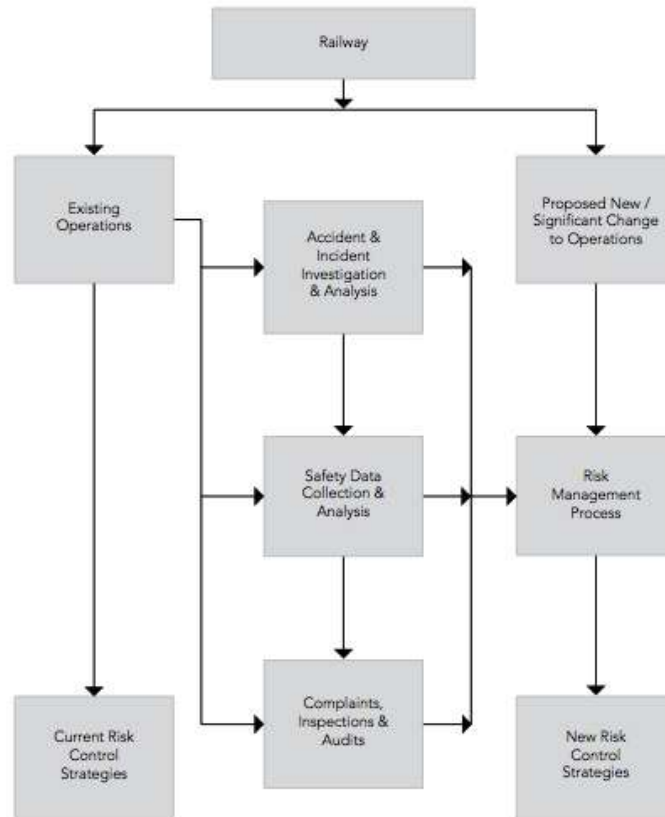 Railway
Existing
Operations
Proposed New /
Significant Change
to Operations
Accident &
Incident
Investigation
& Analysis
Safety Data
Collection &
Analysis
Risk
Management
Process
Current Risk
Control
Strategies
Complaints,
Inspections &
Audits
New Risk
Control
Strategies